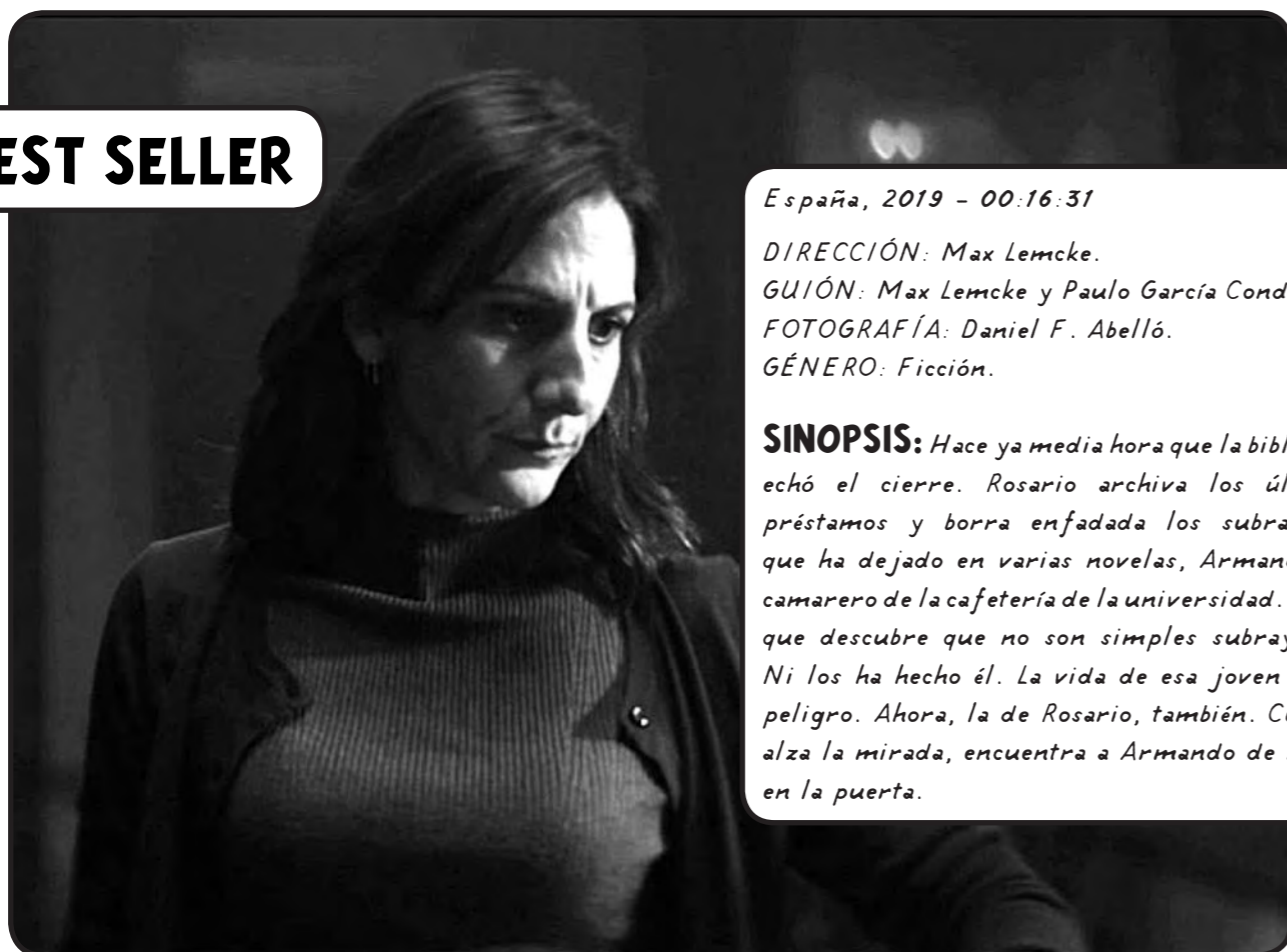 EST SELLER
España, 2019 - 00:16:31
DIRECCIÓN: Max Lemcke.
GUIÓN: Max Lemcke y Paulo García Cond
FOTOGRAFÍA: Daniel F. Abelló.
GÉNERO: Ficción.
SINOPSIS: Hace ya media hora que la bibl
echó el cierre. Rosario archiva los úl
préstamos y borra enfadada los subra
que ha dejado en varias novelas, Arman
camarero de la cafetería de la universidad.
que descubre que no son simples subray
Ni los ha hecho él. La vida de esa joven
peligro. Ahora, la de Rosario, también. C
alza la mirada, encuentra a Armando de
en la puerta.